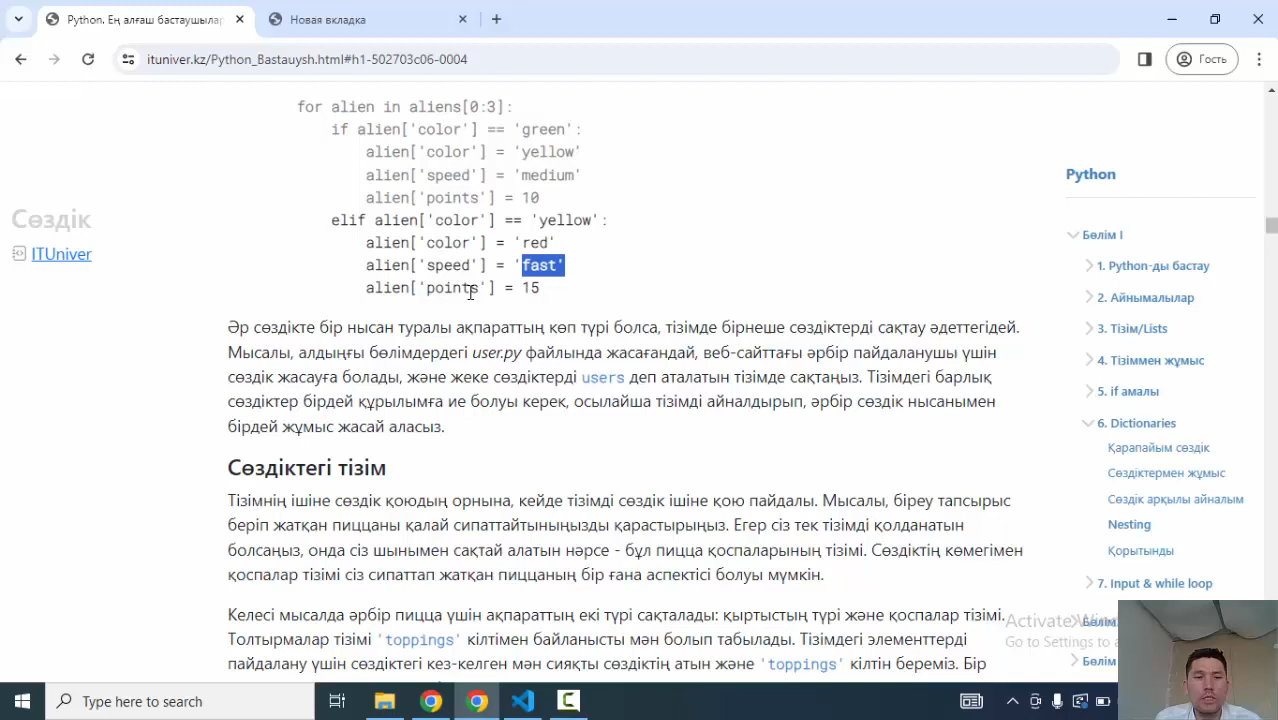 Python. Ең алғаш бастаушылар
Новая вкладка
ituniver.kz/Python_Bastauysh.html#h1-502703c06-0004
Гость
for alien in aliens[0:3]:
if alien['color'] == 'green':
alien['color'] = 'yellow'
alien['speed'] = 'medium'
alien['points'] = 10
elif alien['color'] == 'yellow':
alien['color'] = 'red'
alien['speed'] = 'fast'
alien['points'] = 15
Сөздік
ITUniver
Әр сөздікте бір нысан туралы ақпараттың көп түрі болса, тізімде бірнеше сөздіктерді сақтау әдеттегідей.
Мысалы, алдыңғы бөлімдердегі user.py файлында жасағандай, веб-сайттағы әрбір пайдаланушы үшін
сөздік жасауға болады, және жеке сөздіктерді users деп аталатын тізімде сақтаңыз. Тізімдегі барлық
сөздіктер бірдей құрылымға ие болуы керек, осылайша тізімді айналдырып, әрбір сөздік нысанымен
бірдей жұмыс жасай аласыз.
Сөздіктегі тізім
Тізімнің ішіне сөздік қоюдың орнына, кейде тізімді сөздік ішіне қою пайдалы. Мысалы, біреу тапсырыс
беріп жатқан пиццаны қалай сипаттайтыныңызды қарастырыңыз. Егер сіз тек тізімді қолданатын
болсаңыз, онда сіз шынымен сақтай алатын нәрсе - бұл пицца қоспаларының тізімі. Сөздіктің көмегімен
қоспалар тізімі сіз сипаттап жатқан пиццаның бір ғана аспектісі болуы мүмкін.
Келесі мысалда әрбір пицца үшін ақпараттың екі түрі сақталады: қыртыстың түрі және қоспалар тізімі.
Толтырмалар тізімі 'toppings' кілтімен байланысты мән болып табылады. Тізімдегі элементтерді
пайдалану үшін сөздіктегі кез-келген мән сияқты сөздіктің атын және 'toppings' кілтін береміз. Бір
Python
Бөлім I
1. Python-ды бастау
2. Айнымалылар
3. Тізім/Lists
4. Тізіммен жұмыс
5. if амалы
6. Dictionaries
Қарапайым сөздік
Сөздіктермен жұмыс
Сөздік арқылы айналым
Nesting
Қорытынды
7. Input & while loop
Бөлім
Бөлім
Activate Win
Go to Settings to a
Type here to search